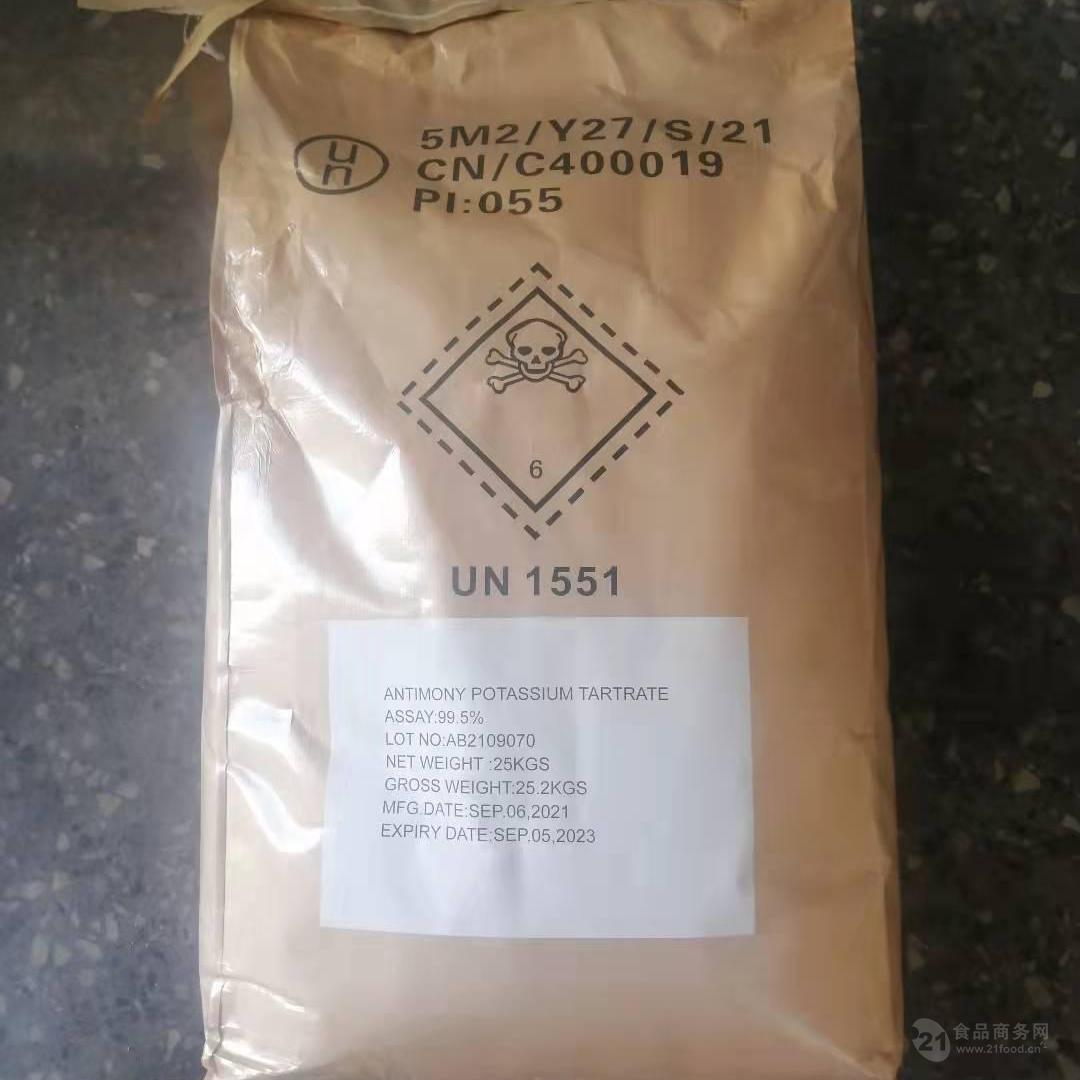 un
5M2/Y27/S/21
CN/C400019
PI:055
6
UN 1551
ANTIMONY POTASSIUM TARTRATE
ASSAY:99.5%
LOT NO:AB2109070
NET WEIGHT :25KGS
GROSS WEIGHT:25.2KGS
MFG.DATE:SEP.06,2021
EXPIRY DATE:SEP.05,2023
21 食品商务网
www.21food.cn